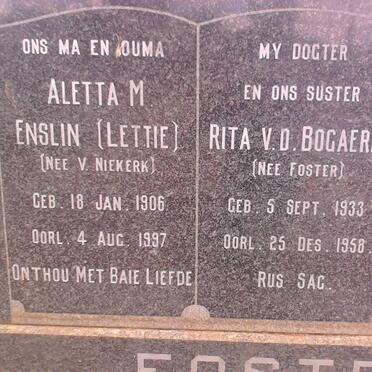 ONS MA EN OUMA
ALETTA M
ENSLIN (LETTIE)
(NEE V. NIEKERK)
GEB. 18 JAN. 1906
OORL. 4 AUG. 1997
ONTHOU MET BAIE LIEFDE
MY DOGTER
EN ONS SUSTER
RITA V.D. BOGAER
(NEE FOSTER)
GEB. 5 SEPT. 1933
OORL. 25 DES. 1958.
RUS SAG.
FOSTE